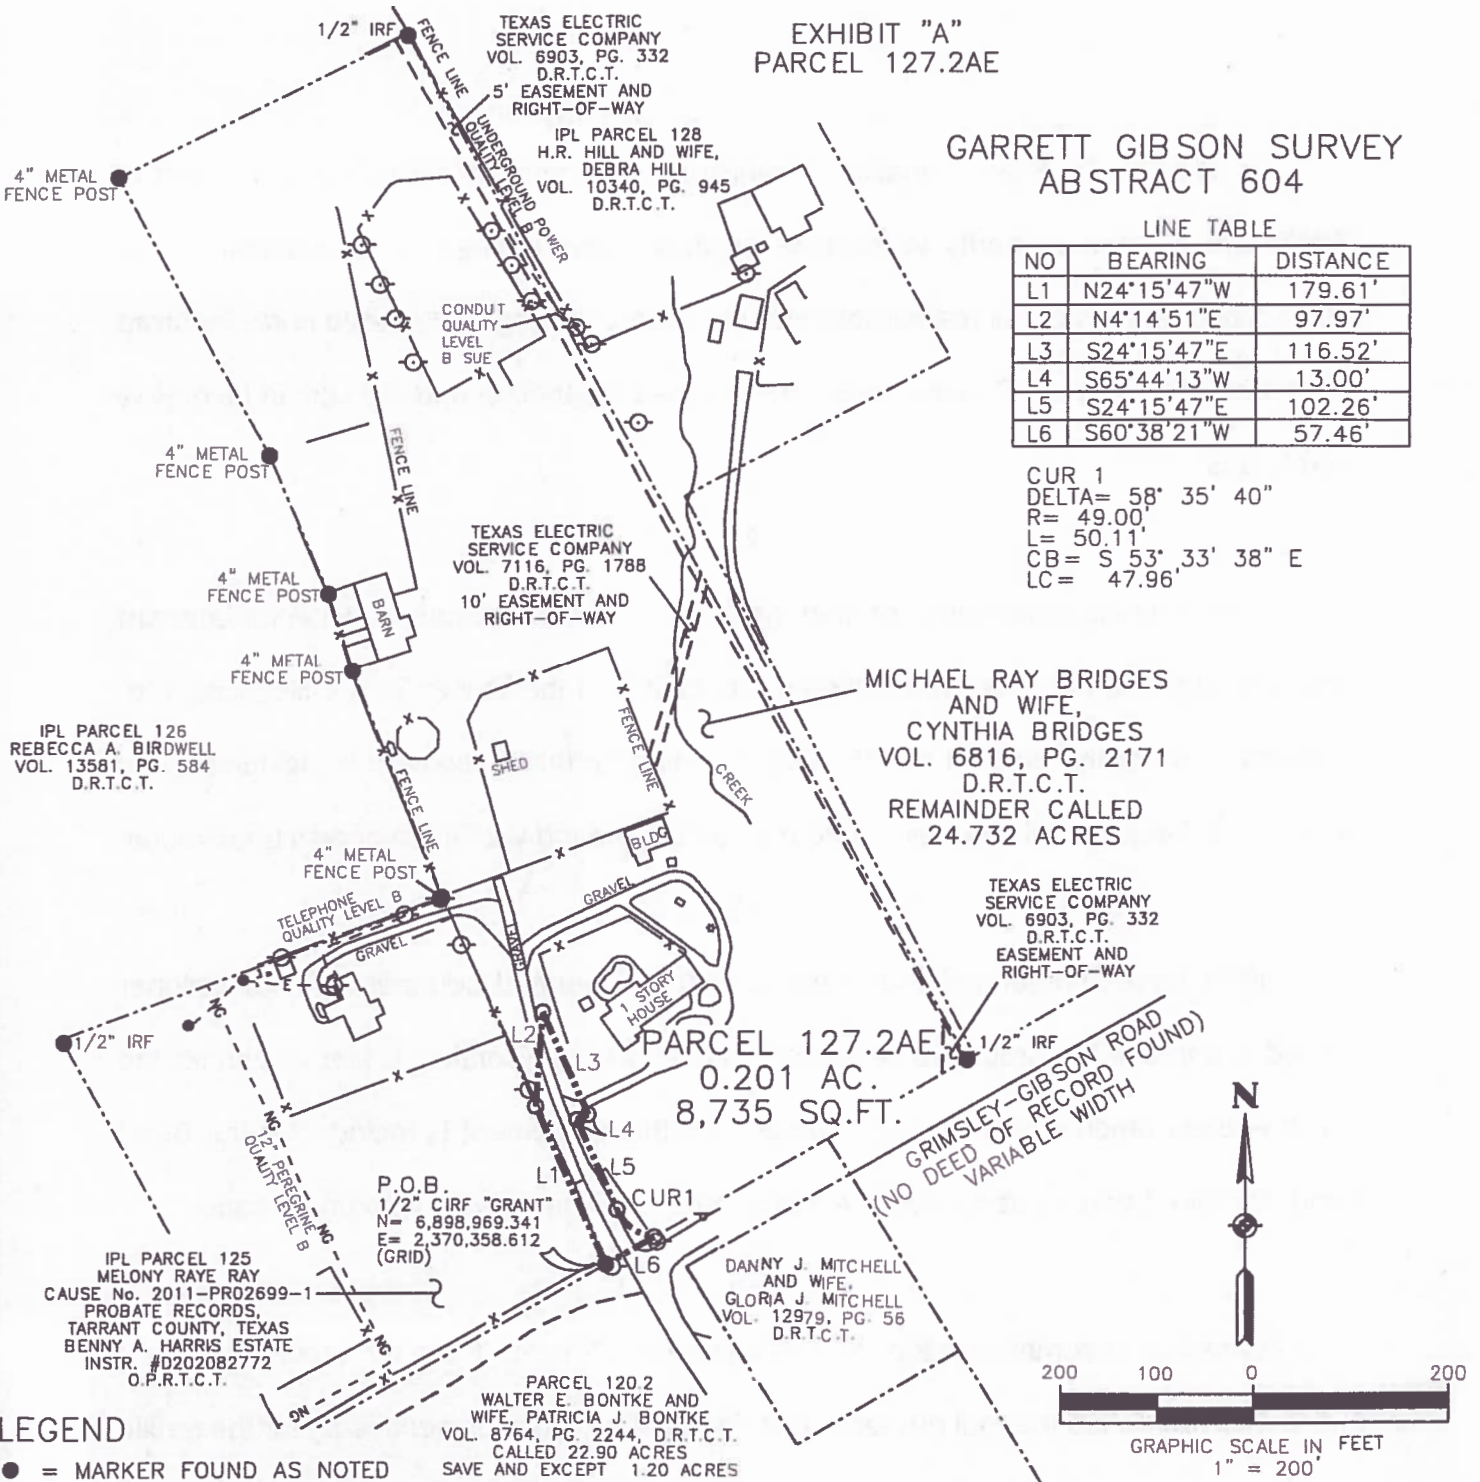 EXHIBIT "A"
PARCEL 127.2AE
1/2" IRF
FENCE LINE
TEXAS ELECTRIC
SERVICE COMPANY
VOL. 6903, PG. 332
D.R.T.C.T.
5' EASEMENT AND
RIGHT-OF-WAY
UNDERGROUND POWER
QUALITY LEVEL B
IPL PARCEL 128
H.R. HILL AND WIFE,
DEBRA HILL
VOL. 10340, PG. 945
D.R.T.C.T.
GARRETT GIBSON SURVEY
ABSTRACT 604
LINE TABLE
NO BEARING DISTANCE
L1 N24°15'47"W 179.61'
L2 N4°14'51"E 97.97'
L3 S24°15'47"E 116.52'
L4 S65°44'13"W 13.00'
L5 S24°15'47"E 102.26'
L6 S60°38'21"W 57.46'
CUR 1
DELTA= 58° 35' 40"
R= 49.00'
L= 50.11'
CB= S 53° 33' 38" E
LC= 47.96'
4" METAL
FENCE POST
CONDUIT
QUALITY
LEVEL
B SUE
4" METAL
FENCE POST
FENCE LINE
TEXAS ELECTRIC
SERVICE COMPANY
VOL. 7116, PG. 1788
D.R.T.C.T.
10' EASEMENT AND
RIGHT-OF-WAY
4" METAL
FENCE POST
BARN
4" METAL
FENCE POST
MICHAEL RAY BRIDGES
AND WIFE,
CYNTHIA BRIDGES
VOL. 6816, PG. 2171
D.R.T.C.T.
REMAINDER CALLED
24.732 ACRES
IPL PARCEL 126
REBECCA A. BIRDWELL
VOL. 13581, PG. 584
D.R.T.C.T.
SHED
FENCE LINE
FENCE LINE
CREEK
BLDG
4" METAL
FENCE POST
TELEPHONE
QUALITY LEVEL B
GRAVEL
GRAVEL
GRAVEL
TEXAS ELECTRIC
SERVICE COMPANY
VOL. 6903, PG. 332
D.R.T.C.T.
EASEMENT AND
RIGHT-OF-WAY
1 STORY
HOUSE
E
1/2" IRF
L2
L3
PARCEL 127.2AE
0.201 AC.
8,735 SQ.FT.
1/2" IRF
GRIMSLEY-GIBSON ROAD
(NO DEED OF RECORD FOUND)
VARIABLE WIDTH
L4
L1
L5
CUR1
L6
N
NG
NG
12" PEREGRINE
QUALITY LEVEL B
NG
NG
NG
P.O.B.
1/2" CIRF "GRANT"
N= 6,898,969.341
E= 2,370,358.612
(GRID)
IPL PARCEL 125
MELONY RAYE RAY
CAUSE No. 2011-PR02699-1
PROBATE RECORDS,
TARRANT COUNTY, TEXAS
BENNY A. HARRIS ESTATE
INSTR. #D202082772
O.P.R.T.C.T.
DANNY J. MITCHELL
AND WIFE,
GLORIA J. MITCHELL
VOL. 12979, PG. 56
D.R.T.C.T.
PARCEL 120.2
WALTER E. BONTKE AND
WIFE, PATRICIA J. BONTKE
VOL. 8764, PG. 2244, D.R.T.C.T.
CALLED 22.90 ACRES
SAVE AND EXCEPT 1.20 ACRES
200 100 0 200
GRAPHIC SCALE IN FEET
1" = 200'
LEGEND
● = MARKER FOUND AS NOTED